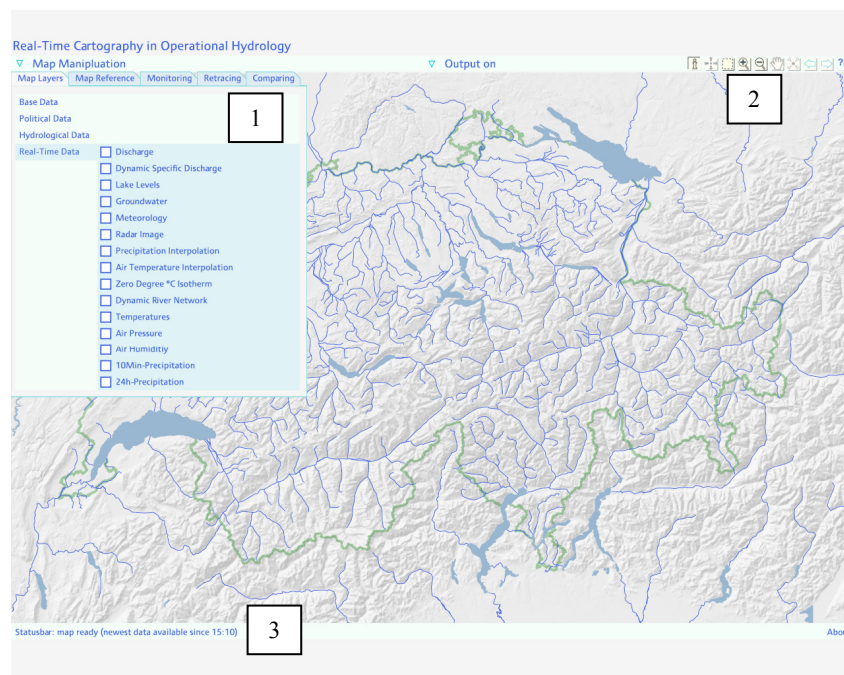 Real-Time Cartography in Operational Hydrology
Map Manipluation
Output on
?
Map Layers Map Reference Monitoring Retracing Comparing
1
2
Base Data
Political Data
Hydrological Data
Real-Time Data
Discharge
Dynamic Specific Discharge
Lake Levels
Groundwater
Meteorology
Radar Image
Precipitation Interpolation
Air Temperature Interpolation
Zero Degree °C Isotherm
Dynamic River Network
Temperatures
Air Pressure
Air Humiditiy
10Min-Precipitation
24h-Precipitation
Statusbar: map ready (newest data available since 15:10)
3
Abou